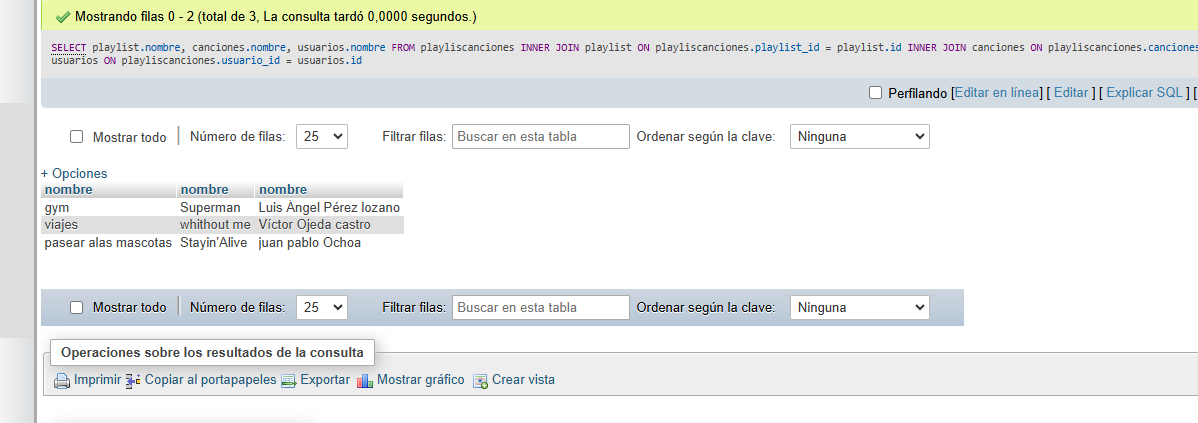 Mostrando filas 0 - 2 (total de 3, La consulta tardó 0,0000 segundos.)
SELECT playlist.nombre, canciones.nombre, usuarios.nombre FROM playliscanciones INNER JOIN playlist ON playliscanciones.playlist_id = playlist.id INNER JOIN canciones ON playliscanciones.canciones
usuarios ON playliscanciones.usuario_id = usuarios.id
Perfilando [Editar en línea] [ Editar ] [ Explicar SQL ] [
Mostrar todo Número de filas: 25 Filtrar filas: Buscar en esta tabla Ordenar según la clave: Ninguna
+ Opciones
nombre nombre nombre
gym Superman Luis Àngel Pérez lozano
viajes whithout me Víctor Ojeda castro
pasear alas mascotas Stayin'Alive juan pablo Ochoa
Mostrar todo Número de filas: 25 Filtrar filas: Buscar en esta tabla Ordenar según la clave: Ninguna
Operaciones sobre los resultados de la consulta
Imprimir Copiar al portapapeles Exportar Mostrar gráfico Crear vista